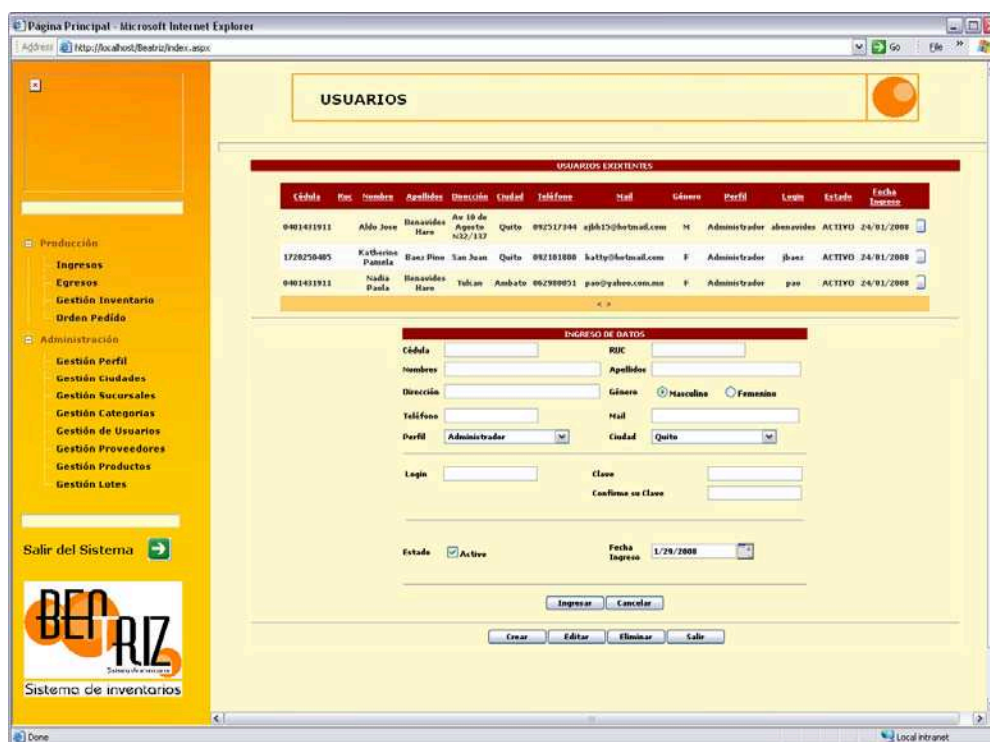 Página Principal - Microsoft Internet Explorer
Address http://localhost/Beatriz/index.aspx Go File »
USUARIOS
USUARIOS EXIXTENTES
Cédula Ruc Nombre Apellidos Dirección Ciudad Teléfono Mail Género Perfil Login Estado Fecha Ingreso
0401431911 Aldo Jose Benavides Haro Av 10 de Agosto N32/137 Quito 092517344 ajbh15@hotmail.com M Administrador abenavides ACTIVO 24/01/2008
1720250405 Katherine Pamela Baez Pino San Juan Quito 092101800 katty@hotmail.com F Administrador jbaez ACTIVO 24/01/2008
0401431911 Nadia Paola Benavides Haro Tulcan Ambato 062980051 pao@yahoo.com.mx F Administrador pao ACTIVO 24/01/2008
< >
Producción
Ingresos
Egresos
Gestión Inventario
Orden Pedido
Administración
Gestión Perfil
Gestión Ciudades
Gestión Sucursales
Gestión Categorías
Gestión de Usuarios
Gestión Proveedores
Gestión Productos
Gestión Lotes
Salir del Sistema
BEATRIZ
Sistema de inventarios
INGRESO DE DATOS
Cédula RUC
Nombres Apellidos
Dirección Género Masculino Femenino
Teléfono Mail
Perfil Administrador Ciudad Quito
Login Clave
Confirme su Clave
Estado Activo Fecha Ingreso 1/29/2008
Ingresar Cancelar
Crear Editar Eliminar Salir
Done Local intranet